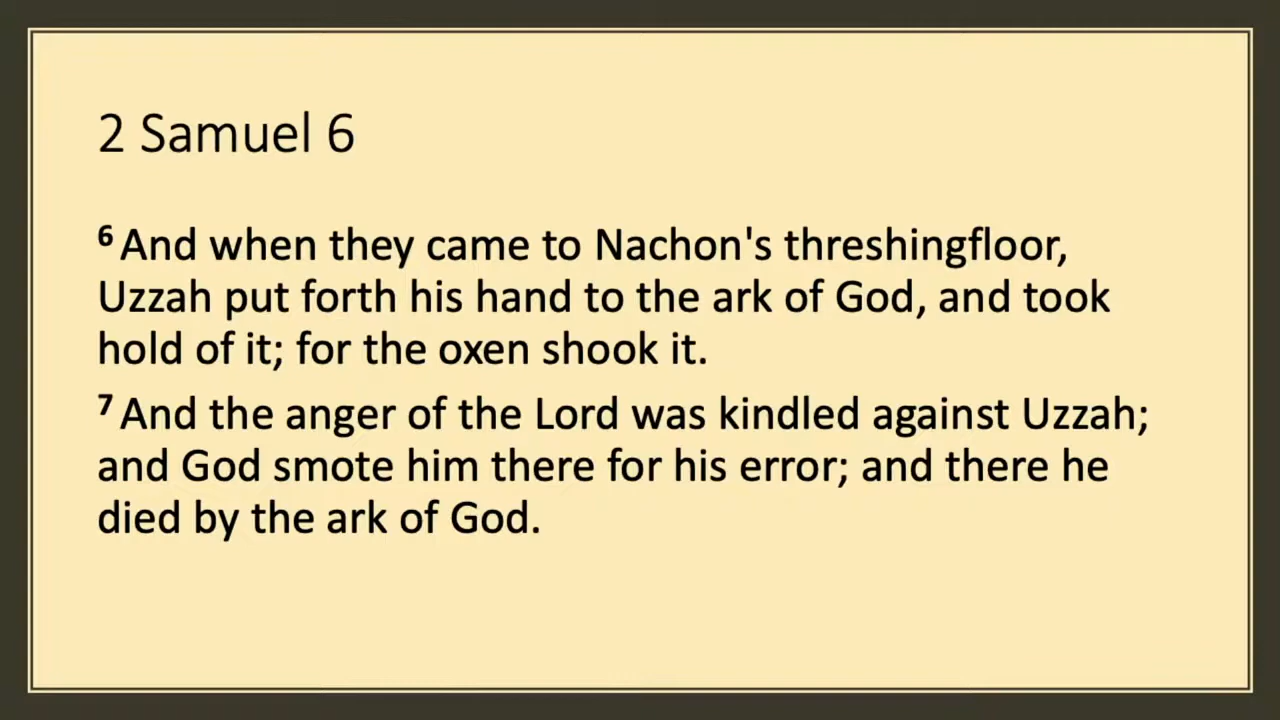 2 Samuel 6
⁶ And when they came to Nachon's threshingfloor,
Uzzah put forth his hand to the ark of God, and took
hold of it; for the oxen shook it.
⁷ And the anger of the Lord was kindled against Uzzah;
and God smote him there for his error; and there he
died by the ark of God.